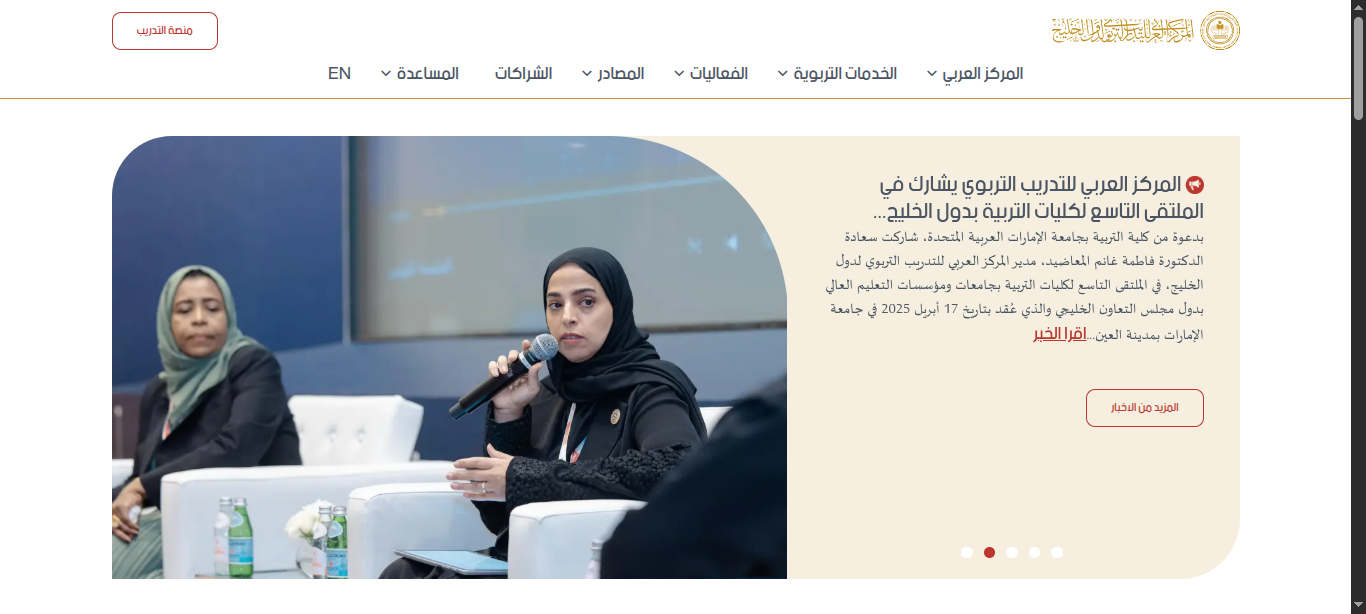 المركز العربي للتدريب التربوي لدول الخليج
منصة التدريب
المركز العربي
الخدمات التربوية
الفعاليات
المصادر
الشراكات
المساعدة
EN
المركز العربي للتدريب التربوي يشارك في
الملتقى التاسع لكليات التربية بدول الخليج...
بدعوة من كلية التربية بجامعة الإمارات العربية المتحدة، شاركت سعادة
الدكتورة فاطمة غانم المعاضيد، مدير المركز العربي للتدريب التربوي لدول
الخليج، في الملتقى التاسع لكليات التربية بجامعات ومؤسسات التعليم العالي
بدول مجلس التعاون الخليجي والذي عُقد بتاريخ 17 أبريل 2025 في جامعة
الإمارات بمدينة العين...اقرا الخبر
المزيد من الاخبار